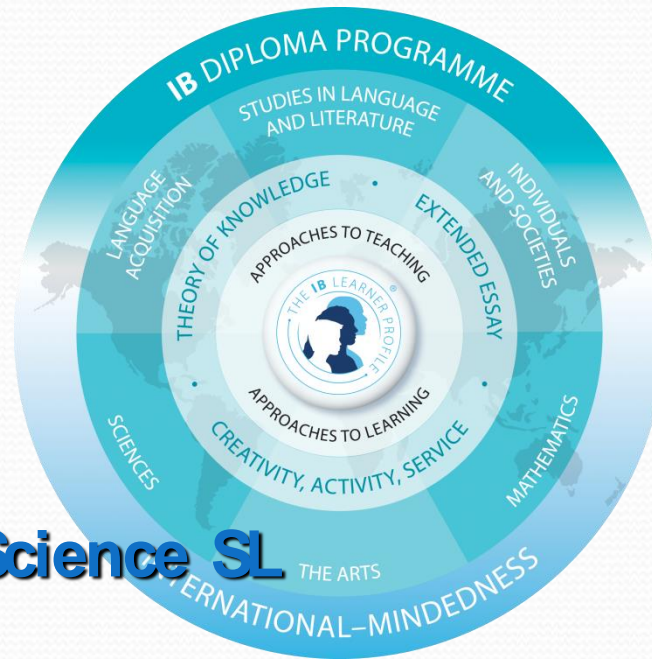 IB DIPLOMA PROGRAMME
STUDIES IN LANGUAGE
AND LITERATURE
LANGUAGE
ACQUISITION
INDIVIDUALS
AND SOCIETIES
THEORY OF KNOWLEDGE
EXTENDED ESSAY
APPROACHES TO TEACHING
THE IB LEARNER PROFILE ®
APPROACHES TO LEARNING
CREATIVITY, ACTIVITY, SERVICE
SCIENCES
MATHEMATICS
Science SL
THE ARTS
TERNATIONAL–MINDEDNESS